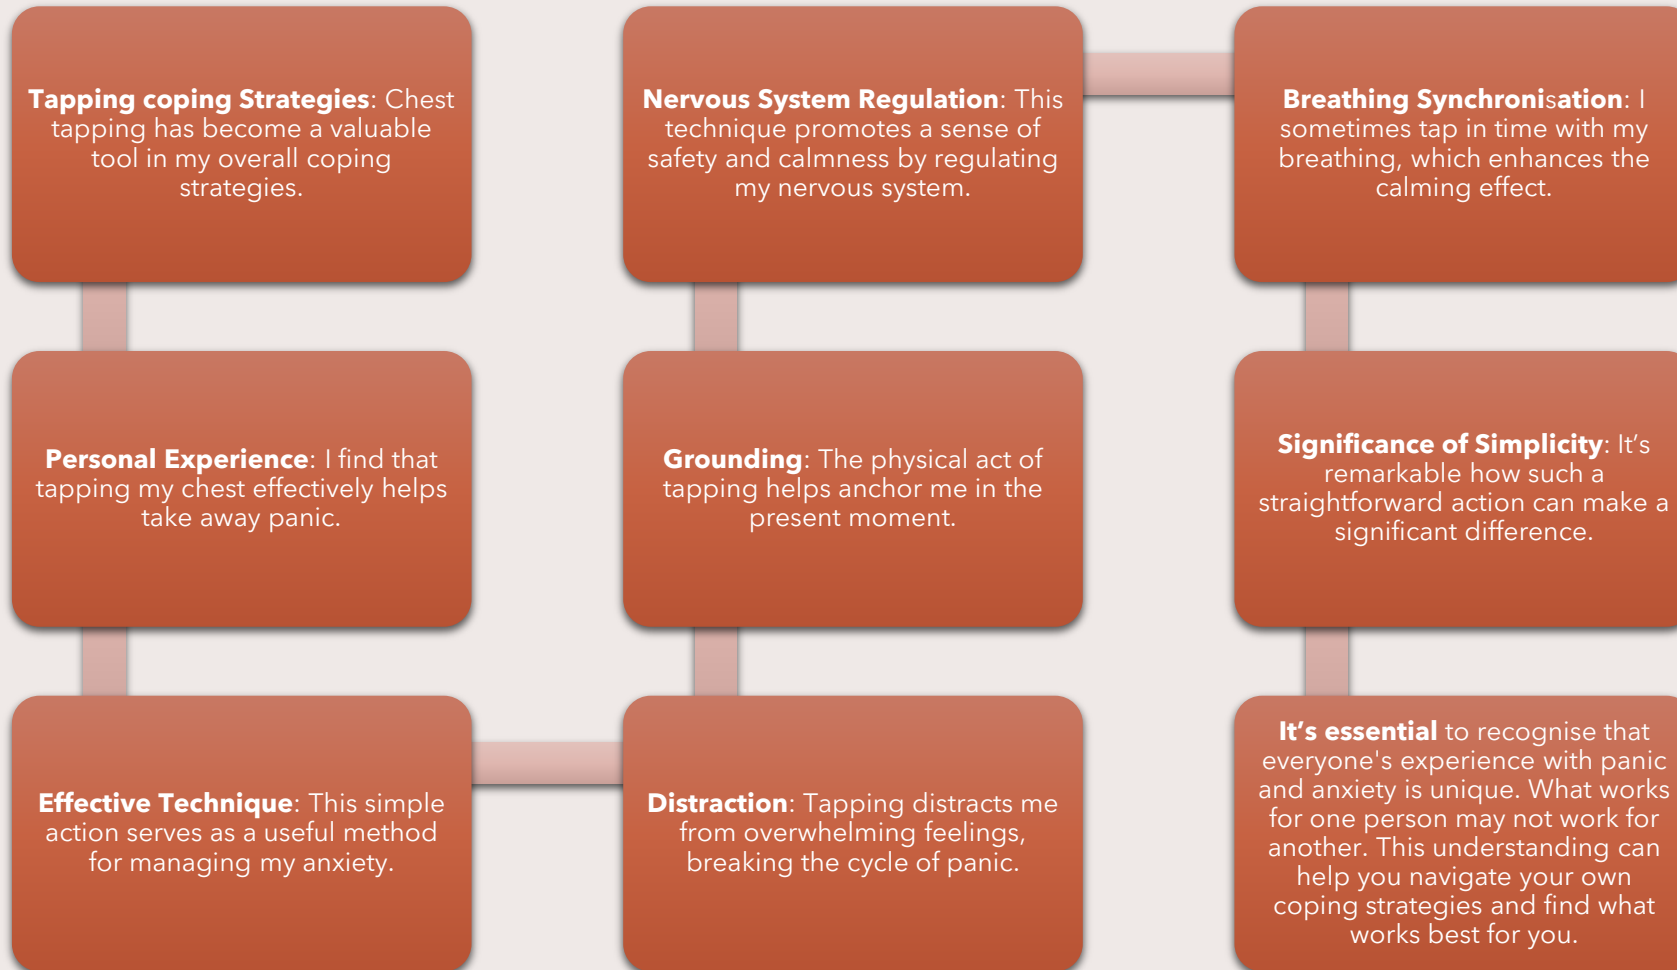 Tapping coping Strategies: Chest
tapping has become a valuable
tool in my overall coping
strategies.
Personal Experience: I find that
tapping my chest effectively helps
take away panic.
Effective Technique: This simple
action serves as a useful method
for managing my anxiety.
Distraction: Tapping distracts me
from overwhelming feelings,
breaking the cycle of panic.
Grounding: The physical act of
tapping helps anchor me in the
present moment.
Nervous System Regulation: This
technique promotes a sense of
safety and calmness by regulating
my nervous system.
Breathing Synchronisation: I
sometimes tap in time with my
breathing, which enhances the
calming effect.
Significance of Simplicity: It’s
remarkable how such a
straightforward action can make a
significant difference.
It’s essential to recognise that
everyone's experience with panic
and anxiety is unique. What works
for one person may not work for
another. This understanding can
help you navigate your own
coping strategies and find what
works best for you.